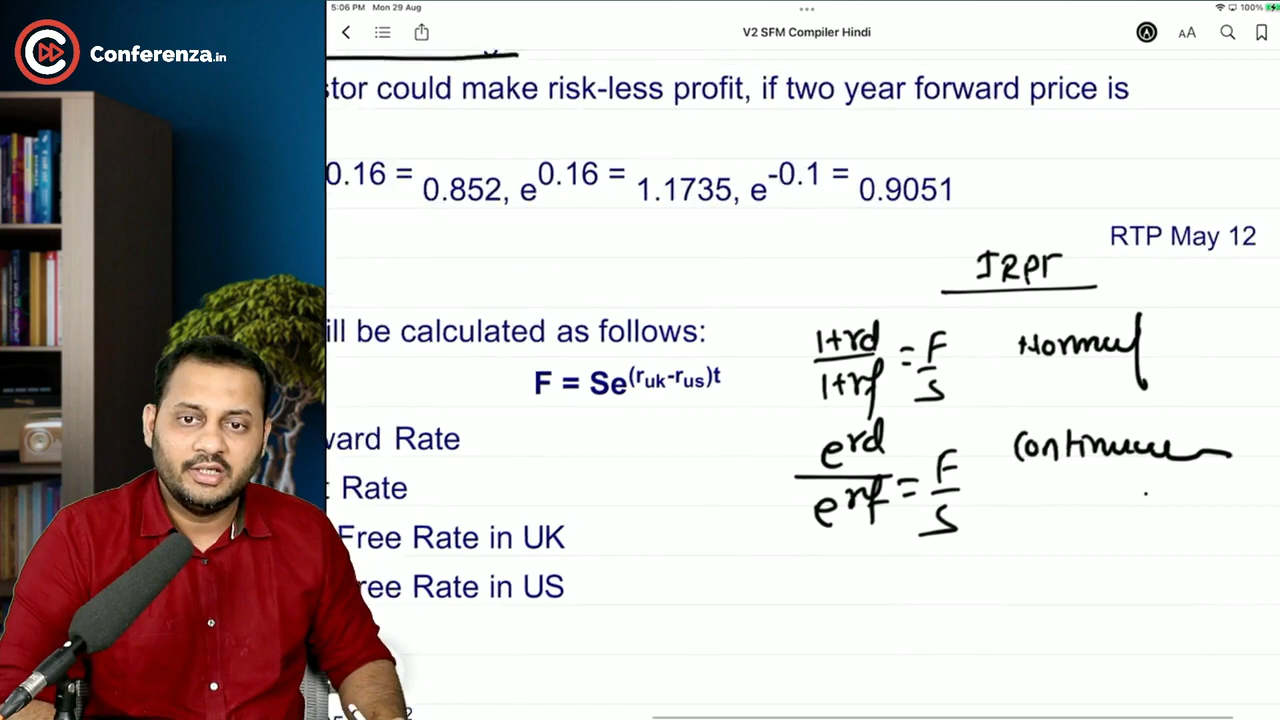 5:06 PM Mon 29 Aug
100%
Conferenza.in
V2 SFM Compiler Hindi
AA
stor could make risk-less profit, if two year forward price is
0.16 = 0.852, e0.16 = 1.1735, e-0.1 = 0.9051
RTP May 12
IRPT
ill be calculated as follows:
1+rd
1+rf
= F
S
Normal
F = Se(ruk-rus)t
ward Rate
erd
erf
= F
S
Continuous
t Rate
Free Rate in UK
ree Rate in US
2